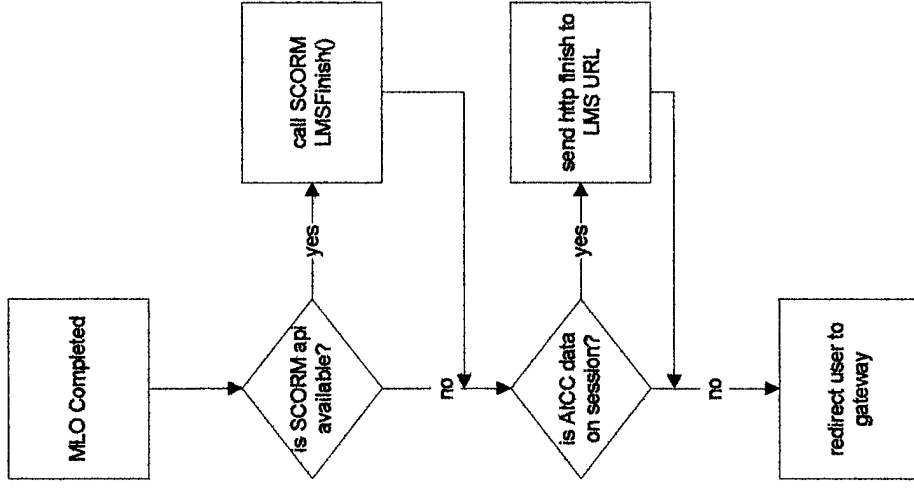 MLO Completed
is SCORM api
available?
yes
call SCORM
LMSFinish()
no
is AICC data
on session?
yes
send http finish to
LMS URL
no
redirect user to
gateway